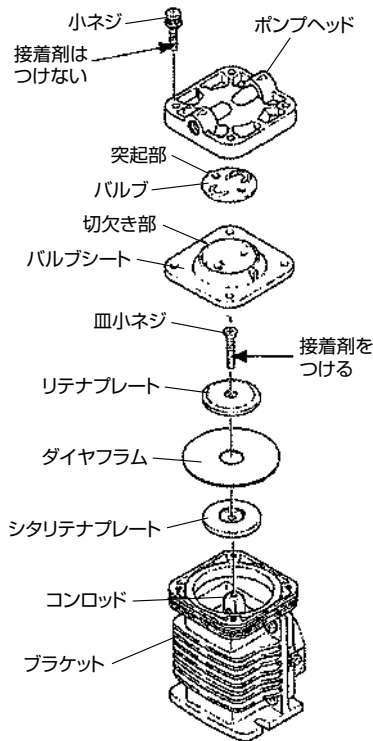 小ネジ
ポンプヘッド
接着剤は
つけない
突起部
バルブ
切欠き部
バルブシート
皿小ネジ
接着剤を
つける
リテナプレート
ダイヤフラム
シタリテナプレート
コンロッド
ブラケット